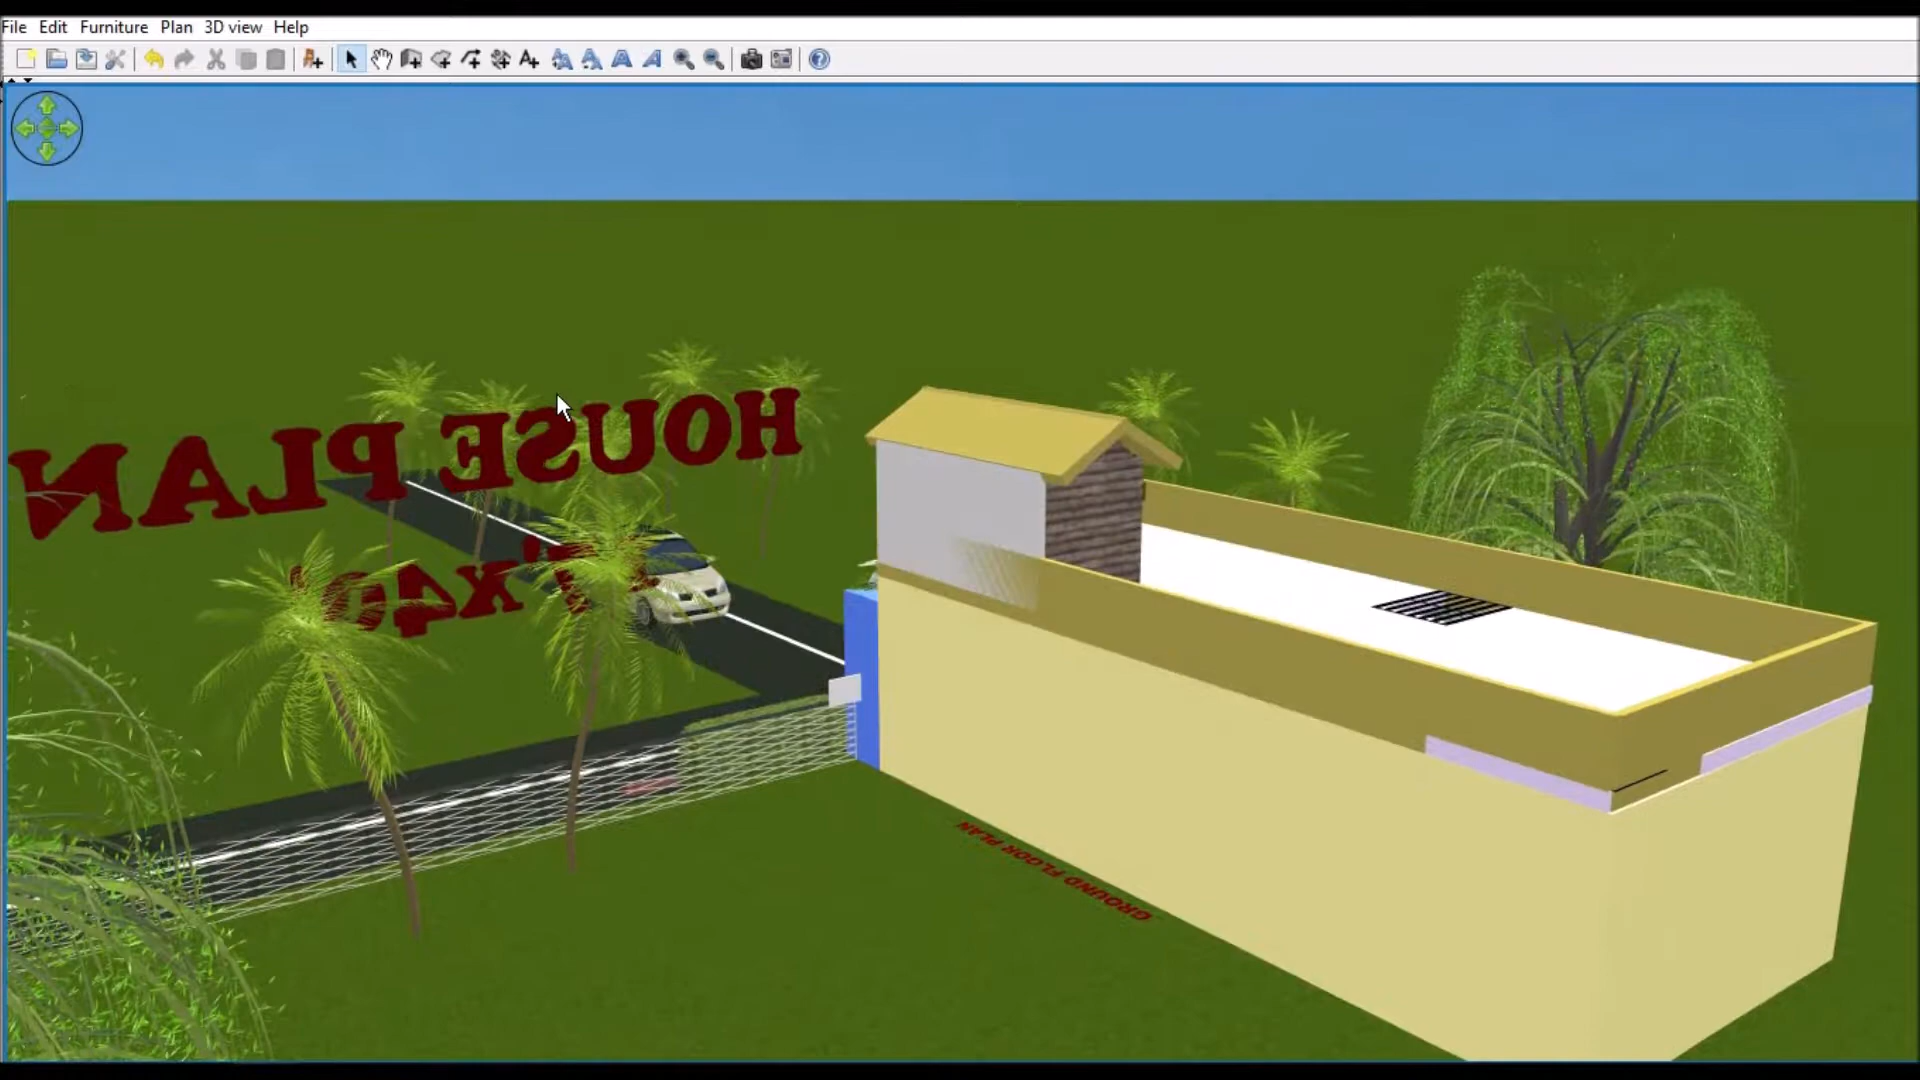 File Edit Furniture Plan 3D view Help
HOUSE PLAN
GROUND FLOOR PLAN